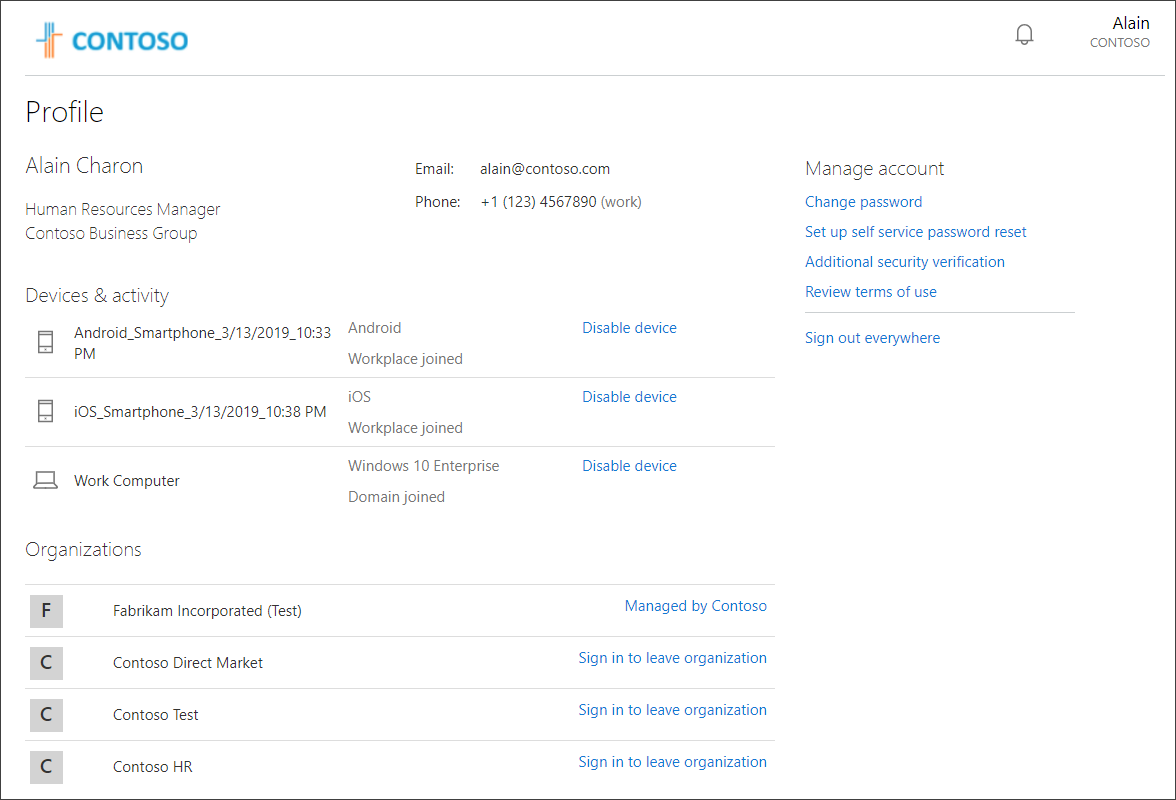 CONTOSO
Alain
CONTOSO
Profile
Alain Charon
Human Resources Manager
Contoso Business Group
Email: alain@contoso.com
Phone: +1 (123) 4567890 (work)
Manage account
Change password
Set up self service password reset
Additional security verification
Review terms of use
Sign out everywhere
Devices & activity
Android_Smartphone_3/13/2019_10:33
PM
Android
Workplace joined
Disable device
iOS_Smartphone_3/13/2019_10:38 PM
iOS
Workplace joined
Disable device
Work Computer
Windows 10 Enterprise
Domain joined
Disable device
Organizations
F Fabrikam Incorporated (Test) Managed by Contoso
C Contoso Direct Market Sign in to leave organization
C Contoso Test Sign in to leave organization
C Contoso HR Sign in to leave organization